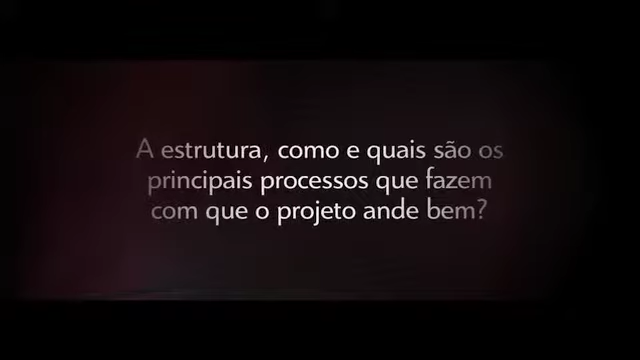 A estrutura, como e quais são os
principais processos que fazem
com que o projeto ande bem?